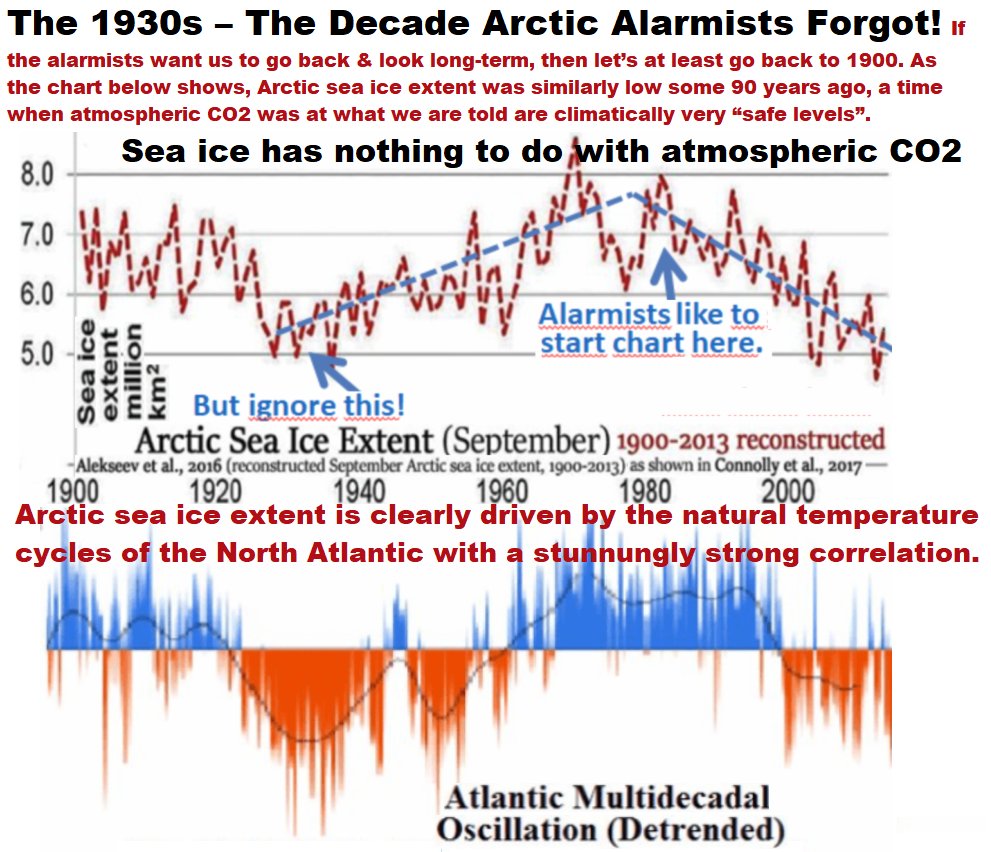 The 1930s – The Decade Arctic Alarmists Forgot! If
the alarmists want us to go back & look long-term, then let’s at least go back to 1900. As
the chart below shows, Arctic sea ice extent was similarly low some 90 years ago, a time
when atmospheric CO2 was at what we are told are climatically very “safe levels”.
Sea ice has nothing to do with atmospheric CO2
8.0
7.0
6.0
5.0
Sea ice
extent
million
km²
Alarmists like to
start chart here.
But ignore this!
Arctic Sea Ice Extent (September) 1900-2013 reconstructed
Alekseev et al., 2016 (reconstructed September Arctic sea ice extent, 1900-2013) as shown in Connolly et al., 2017
1900 1920 1940 1960 1980 2000
Arctic sea ice extent is clearly driven by the natural temperature
cycles of the North Atlantic with a stunnungly strong correlation.
Atlantic Multidecadal
Oscillation (Detrended)